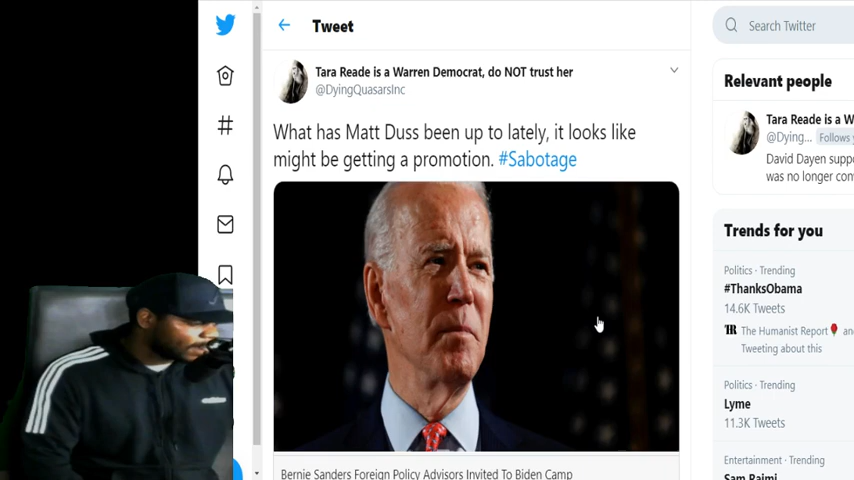 Tweet
Search Twitter
Tara Reade is a Warren Democrat, do NOT trust her
@DyingQuasarsInc
What has Matt Duss been up to lately, it looks like
might be getting a promotion. #Sabotage
Bernie Sanders Foreign Policy Advisors Invited To Biden Camp
Relevant people
Tara Reade is a W
@Dying...
Follows
David Dayen supp
was no longer con
Trends for you
Politics · Trending
#ThanksObama
14.6K Tweets
The Humanist Report🌹 and
Tweeting about this
Politics · Trending
Lyme
11.3K Tweets
Entertainment · Trending
Sam Raimi